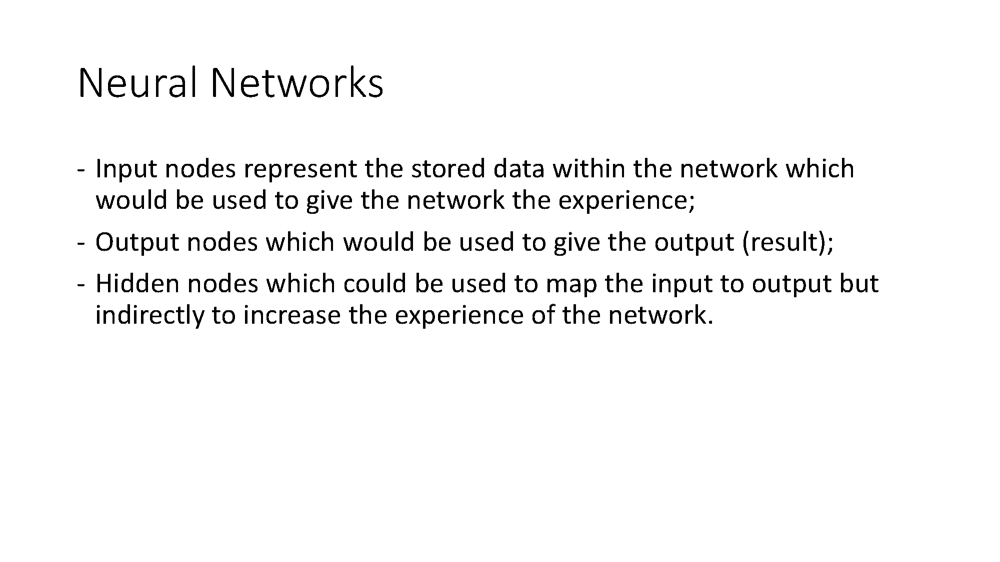 Neural Networks
- Input nodes represent the stored data within the network which
would be used to give the network the experience;
- Output nodes which would be used to give the output (result);
- Hidden nodes which could be used to map the input to output but
indirectly to increase the experience of the network.